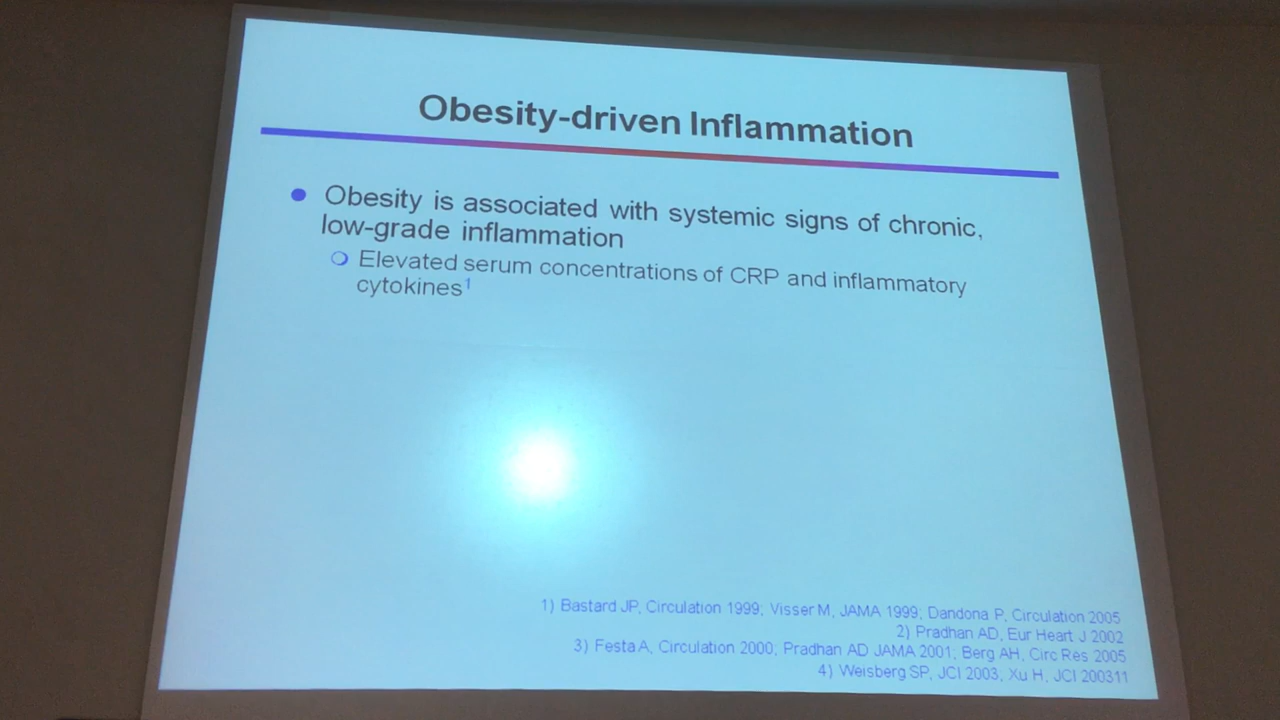 Obesity-driven Inflammation
Obesity is associated with systemic signs of chronic,
low-grade inflammation
Elevated serum concentrations of CRP and inflammatory
cytokines¹
1) Bastard JP, Circulation 1999; Visser M, JAMA 1999; Dandona P, Circulation 2005
2) Pradhan AD, Eur Heart J 2002
3) Festa A, Circulation 2000; Pradhan AD JAMA 2001; Berg AH, Circ Res 2005
4) Weisberg SP, JCI 2003; Xu H, JCI 200311